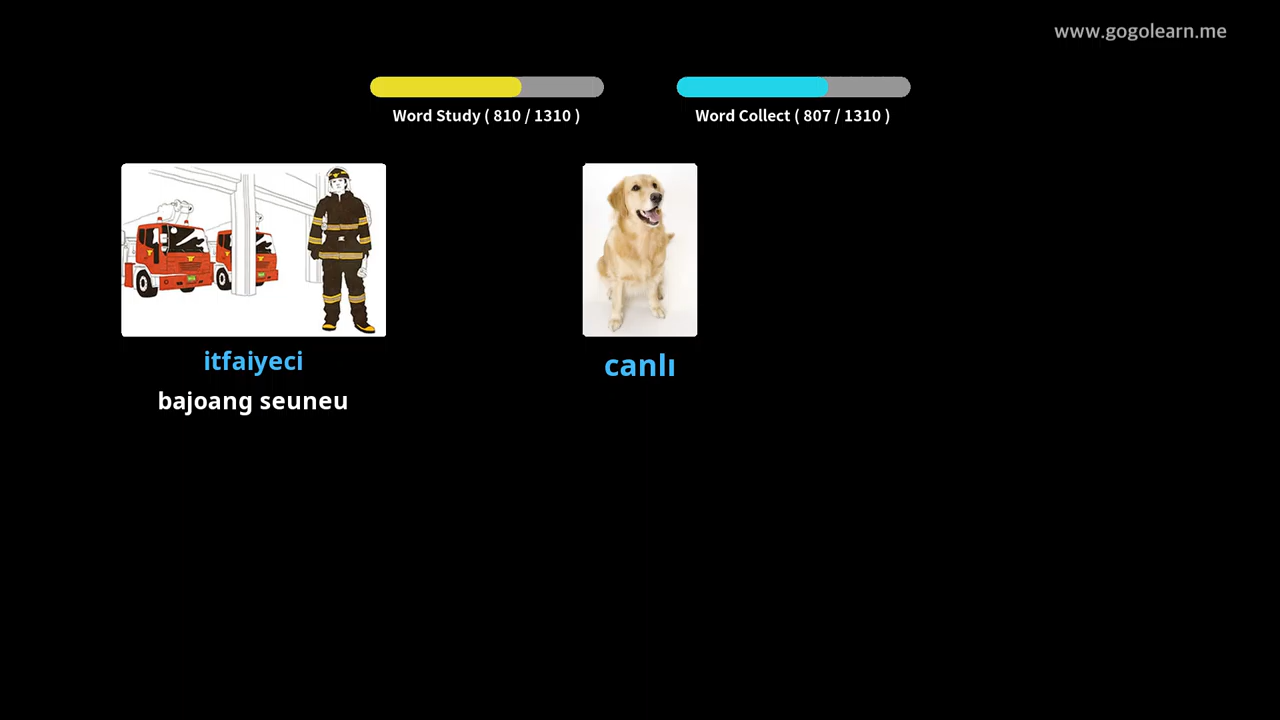 www.gogolearn.me
Word Study ( 810 / 1310 )
Word Collect ( 807 / 1310 )
itfaiyeci
bajoang seuneu
canlı